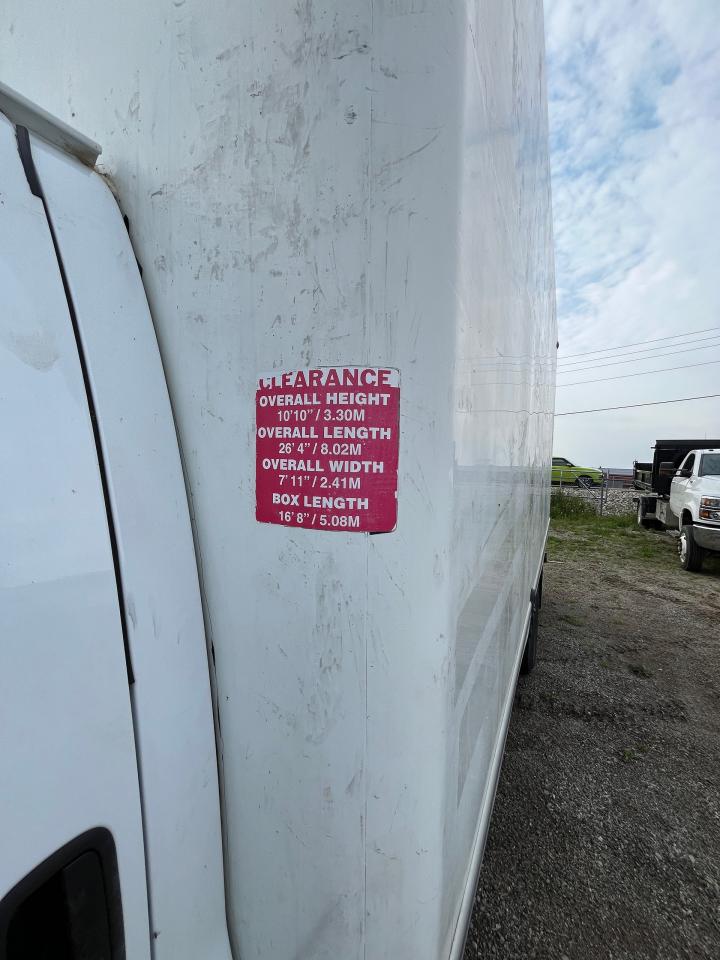 CLEARANCE
OVERALL HEIGHT
10'10" / 3.30M
OVERALL LENGTH
26' 4" / 8.02M
OVERALL WIDTH
7' 11" / 2.41M
BOX LENGTH
16' 8" / 5.08M